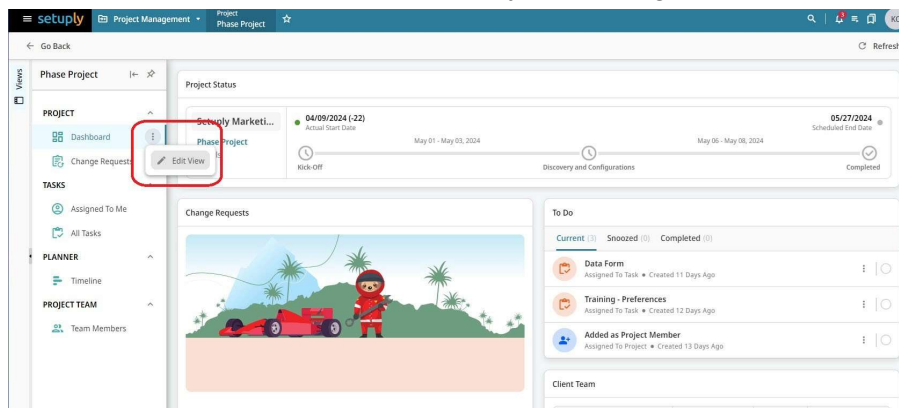 setuply
Project Management
Project
Phase Project
3
KC
Go Back
Refresh
Views
Phase Project
PROJECT
Dashboard
Change Requests
Edit View
TASKS
Assigned To Me
All Tasks
PLANNER
Timeline
PROJECT TEAM
Team Members
Project Status
Setuply Marketi...
Phase Project
04/09/2024 (-22)
Actual Start Date
05/27/2024
Scheduled End Date
May 01 - May 03, 2024
May 06 - May 08, 2024
Kick-Off
Discovery and Configurations
Completed
Change Requests
To Do
Current (3) Snoozed (0) Completed (0)
Data Form
Assigned To Task • Created 11 Days Ago
Training - Preferences
Assigned To Task • Created 12 Days Ago
Added as Project Member
Assigned To Project • Created 13 Days Ago
Client Team